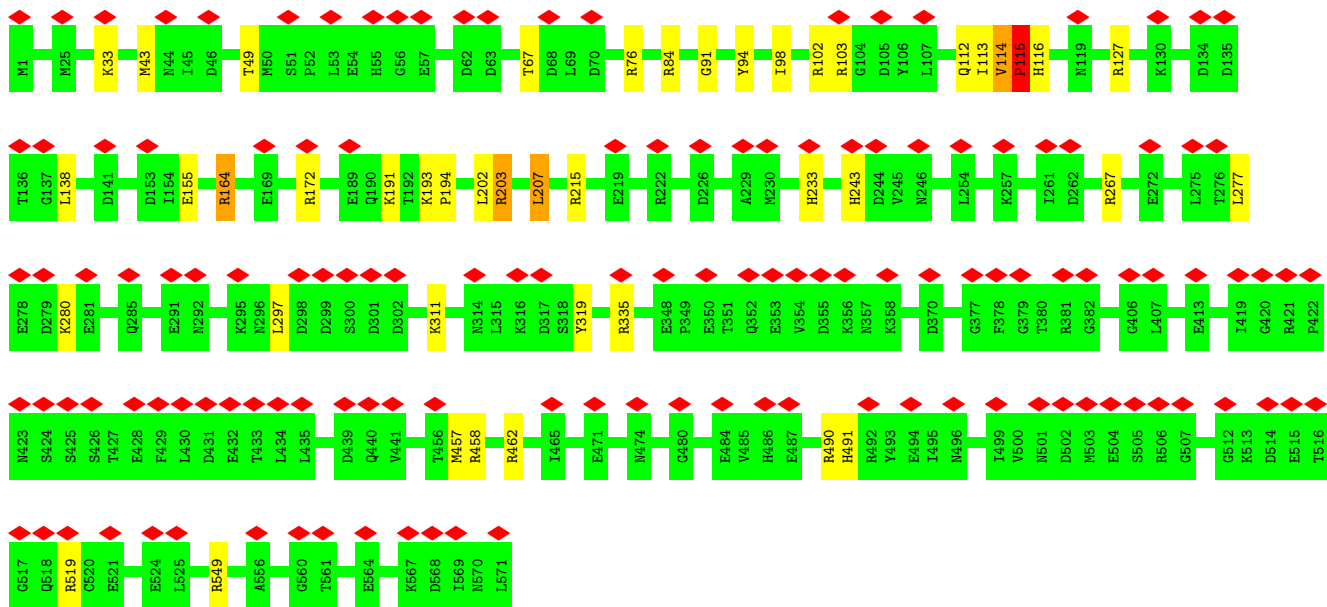 M1 M25 K33 M43 N44 I45 D46 T49 M50 S51 P52 L53 E54 H55 G56 E57 D62 D63 T67 D68 L69 D70 R76 R84 G91 Y94 I98 R102 R103 G104 D105 Y106 L107 Q112 I113 V114 P115 H116 N119 R127 K130 D134 D135
T136 G137 L138 D141 D153 I154 E155 R164 E169 R172 E189 Q190 K191 T192 K193 P194 L202 R203 L207 R215 E219 R222 D226 A229 M230 H233 H243 D244 V245 N246 L254 K257 I261 D262 R267 E272 L275 T276 L277
E278 D279 K280 E281 Q285 E291 N292 K295 N296 L297 D298 D299 S300 D301 D302 K311 N314 L315 K316 D317 S318 Y319 R335 E348 P349 E350 T351 Q352 E353 V354 D355 K356 N357 K358 D370 G377 F378 G379 T380 R381 G382 G406 L407 E413 I419 G420 R421 P422
N423 S424 S425 S426 T427 E428 F429 L430 D431 E432 T433 L434 L435 D439 Q440 V441 T456 M457 R458 R462 I465 E471 N474 G480 E484 V485 H486 E487 R490 H491 R492 Y493 E494 I495 N496 I499 V500 N501 D502 M503 E504 S505 R506 G507 G512 K513 D514 E515 T516
G517 Q518 R519 C520 E521 E524 L525 R549 A556 G560 T561 E564 K567 D568 I569 N570 L571